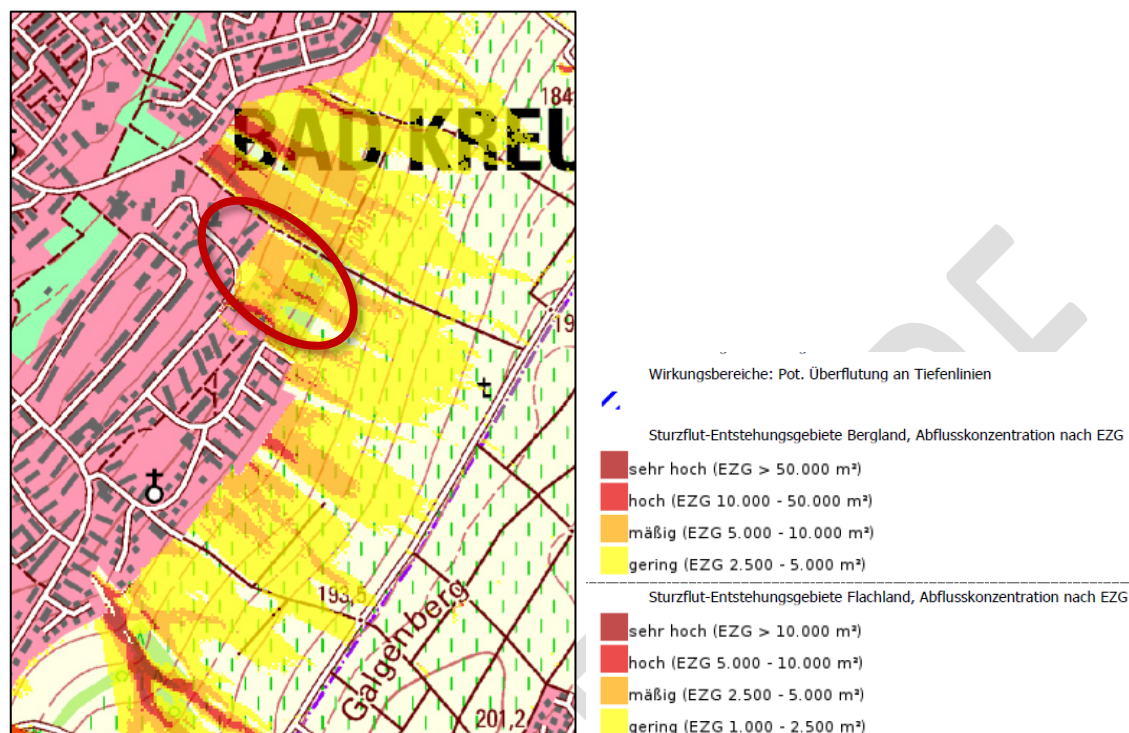 184
BAD KREU
19
193,5
Galgenberg
201,2
Wirkungsbereiche: Pot. Überflutung an Tiefenlinien
Sturzflut-Entstehungsgebiete Bergland, Abflusskonzentration nach EZG
sehr hoch (EZG > 50.000 m²)
hoch (EZG 10.000 - 50.000 m²)
mäßig (EZG 5.000 - 10.000 m²)
gering (EZG 2.500 - 5.000 m²)
Sturzflut-Entstehungsgebiete Flachland, Abflusskonzentration nach EZG
sehr hoch (EZG > 10.000 m²)
hoch (EZG 5.000 - 10.000 m²)
mäßig (EZG 2.500 - 5.000 m²)
gering (EZG 1.000 - 2.500 m²)